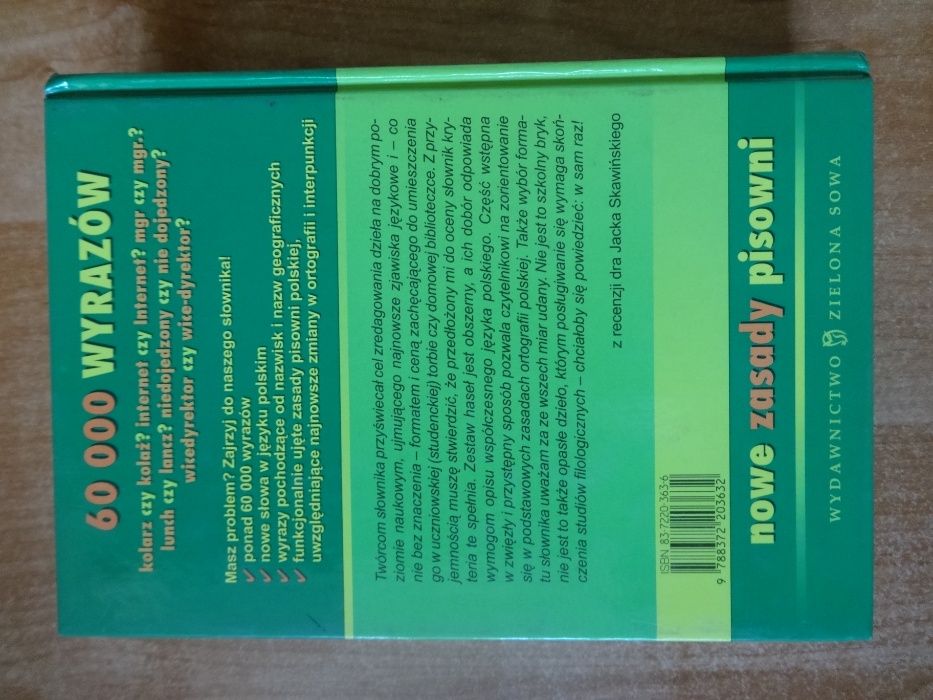 60 000 WYRAZÓW
kolarz czy kolaż? internet czy Internet? mgr czy mgr.?
lunch czy lancz? niedojedzony czy nie dojedzony?
wicedyrektor czy wice-dyrektor?
Masz problem? Zajrzyj do naszego słownika!
ponad 60 000 wyrazów
nowe słowa w języku polskim
wyrazy pochodzące od nazwisk i nazw geograficznych
funkcjonalnie ujęte zasady pisowni polskiej,
uwzględniające najnowsze zmiany w ortografii i interpunkcji
Twórcom słownika przyświecał cel zredagowania dzieła na dobrym po-
ziomie naukowym, ujmującego najnowsze zjawiska językowe i – co
nie bez znaczenia – formatem i ceną zachęcającego do umieszczenia
go w uczniowskiej (studenckiej) torbie czy domowej biblioteczce. Z przy-
jemnością muszę stwierdzić, że przedłożony mi do oceny słownik kry-
teria te spełnia. Zestaw haseł jest obszerny, a ich dobór odpowiada
wymogom opisu współczesnego języka polskiego. Część wstępna
w zwięzły i przystępny sposób pozwala czytelnikowi na zorientowanie
się w podstawowych zasadach ortografii polskiej. Także wybór forma-
tu słownika uważam za ze wszech miar udany. Nie jest to szkolny bryk,
nie jest to także opasłe dzieło, którym posługiwanie się wymaga skoń-
czenia studiów filologicznych – chciałoby się powiedzieć: w sam raz!
z recenzji dra Jacka Skawińskiego
ISBN 83-7220-363-6
9 788372 203632
nowe zasady pisowni
WYDAWNICTWO ZIELONA SOWA